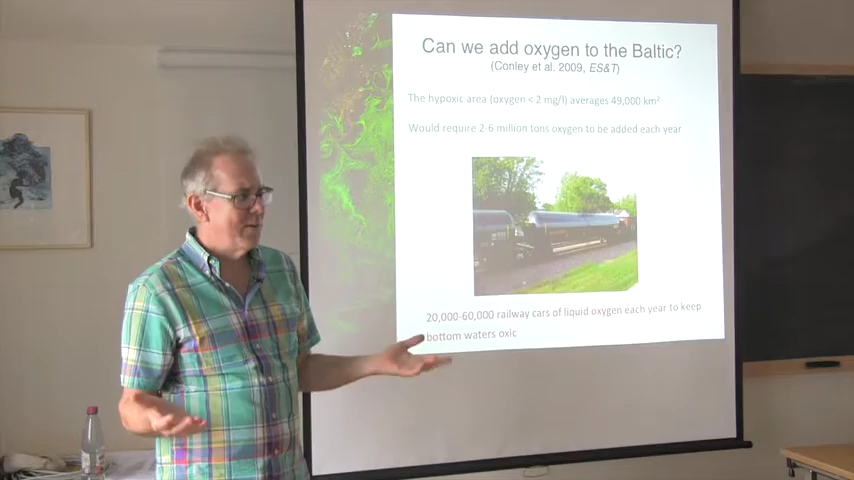 Can we add oxygen to the Baltic?
(Conley et al. 2009, ES&T)
The hypoxic area (oxygen < 2 mg/l) averages 49,000 km²
Would require 2-6 million tons oxygen to be added each year
20,000-60,000 railway cars of liquid oxygen each year to keep
bottom waters oxic